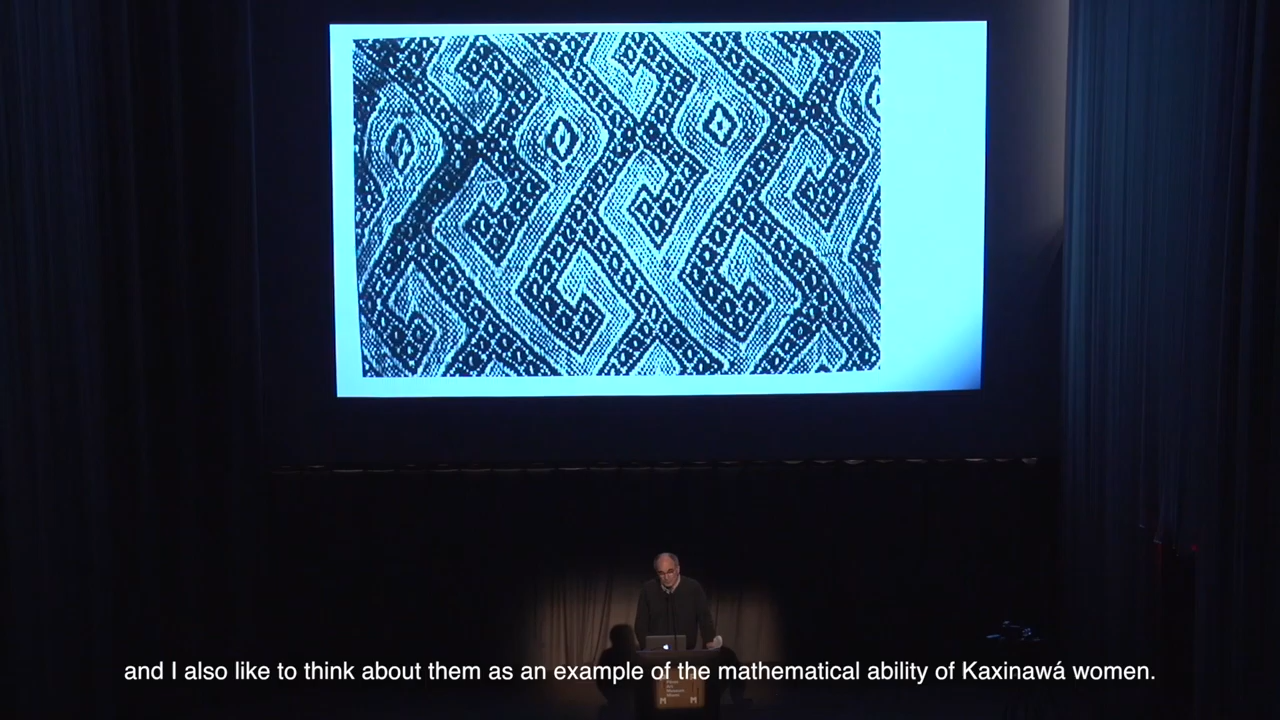 and I also like to think about them as an example of the mathematical ability of Kaxinawá women.